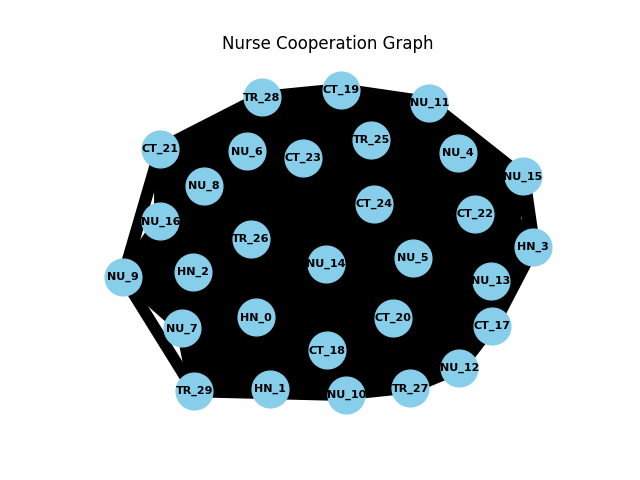 Nurse Cooperation Graph
CT_19
TR_28
NU_11
TR_25
CT_21
NU_6
NU_4
CT_23
NU_15
NU_8
CT_24
CT_22
NU_16
TR_26
HN_3
NU_5
NU_14
HN_2
NU_9
NU_13
HN_0
CT_20
CT_17
NU_7
CT_18
NU_12
TR_27
HN_1
TR_29
NU_10